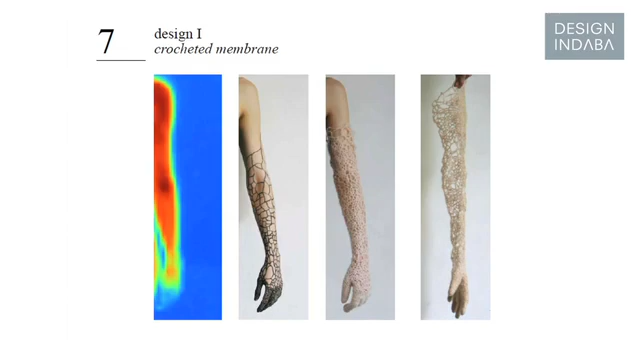 7
design I
crocheted membrane
DESIGN
INDABA